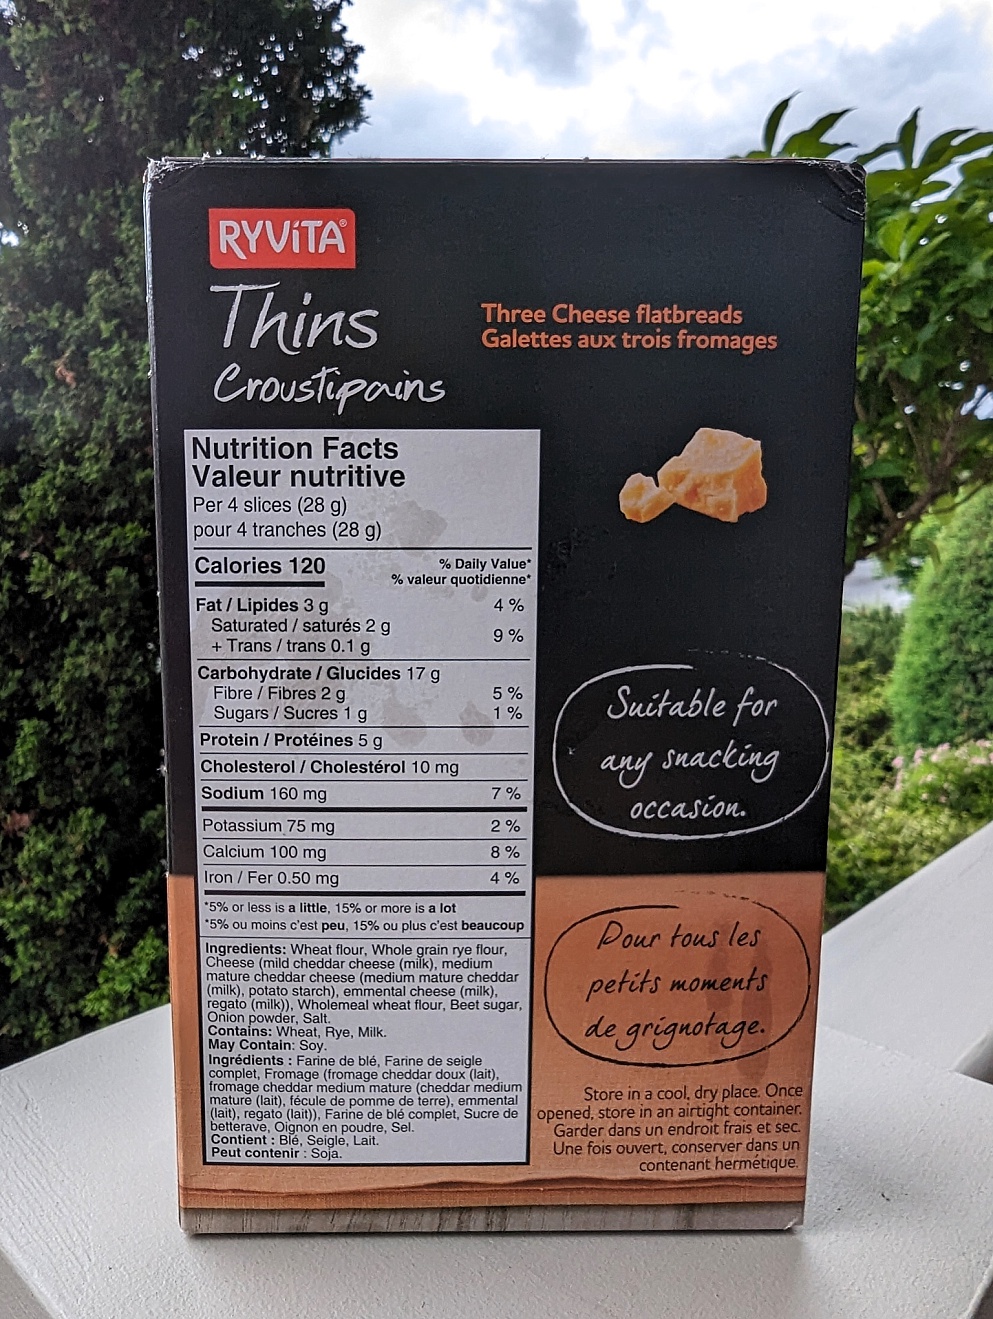 RYVITA®
Thins
Croustipains
Three Cheese flatbreads
Galettes aux trois fromages
Nutrition Facts
Valeur nutritive
Per 4 slices (28 g)
pour 4 tranches (28 g)
Calories 120
% Daily Value*
% valeur quotidienne*
Fat / Lipides 3 g 4 %
Saturated / saturés 2 g
+ Trans / trans 0.1 g 9 %
Carbohydrate / Glucides 17 g
Fibre / Fibres 2 g 5 %
Sugars / Sucres 1 g 1 %
Protein / Protéines 5 g
Cholesterol / Cholestérol 10 mg
Sodium 160 mg 7 %
Potassium 75 mg 2 %
Calcium 100 mg 8 %
Iron / Fer 0.50 mg 4 %
*5% or less is a little, 15% or more is a lot
*5% ou moins c'est peu, 15% ou plus c'est beaucoup
Ingredients: Wheat flour, Whole grain rye flour,
Cheese (mild cheddar cheese (milk), medium
mature cheddar cheese (medium mature cheddar
(milk), potato starch), emmental cheese (milk),
regato (milk)), Wholemeal wheat flour, Beet sugar,
Onion powder, Salt.
Contains: Wheat, Rye, Milk.
May Contain: Soy.
Ingrédients : Farine de blé, Farine de seigle
complet, Fromage (fromage cheddar doux (lait),
fromage cheddar medium mature (cheddar medium
mature (lait), fécule de pomme de terre), emmental
(lait), regato (lait)), Farine de blé complet, Sucre de
betterave, Oignon en poudre, Sel.
Contient : Blé, Seigle, Lait.
Peut contenir : Soja.
Suitable for
any snacking
occasion.
Pour tous les
petits moments
de grignotage.
Store in a cool, dry place. Once
opened, store in an airtight container.
Garder dans un endroit frais et sec.
Une fois ouvert, conserver dans un
contenant hermétique.